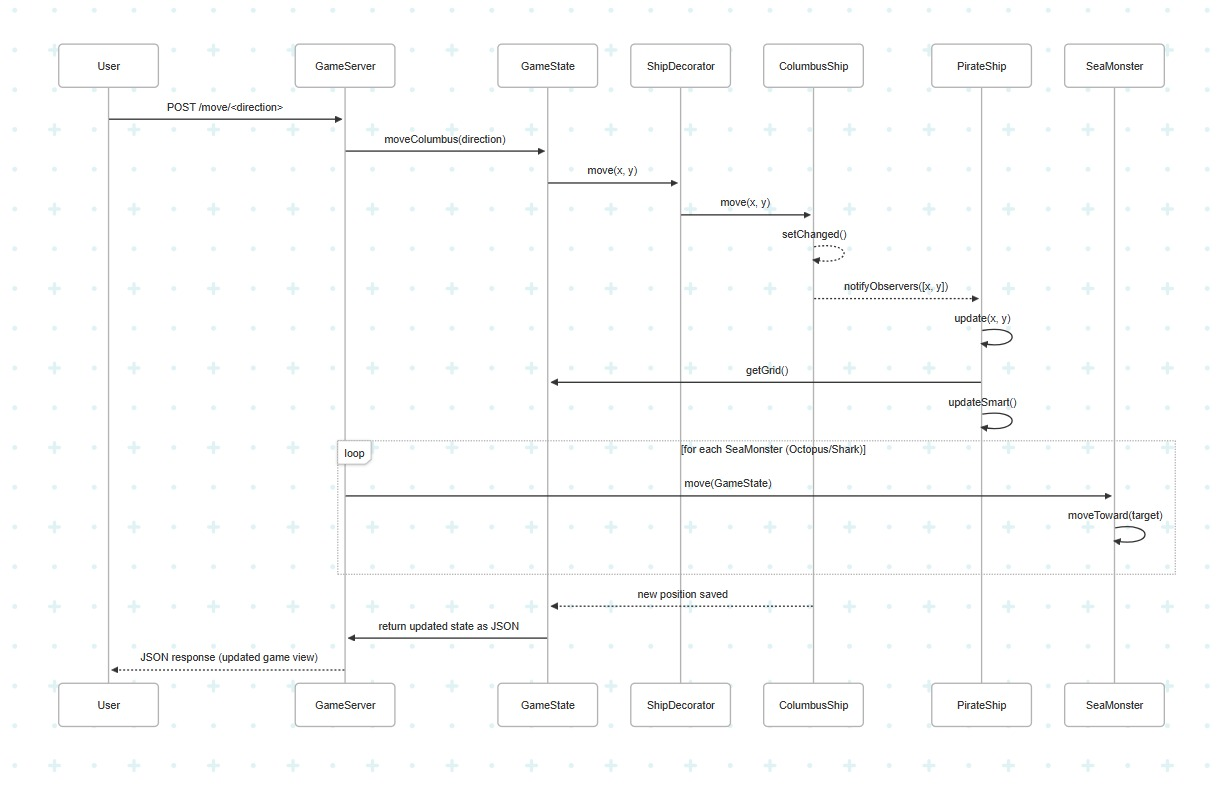 User
GameServer
GameState
ShipDecorator
ColumbusShip
PirateShip
SeaMonster
POST /move/<direction>
moveColumbus(direction)
move(x, y)
move(x, y)
setChanged()
notifyObservers([x, y])
update(x, y)
getGrid()
updateSmart()
loop
[for each SeaMonster (Octopus/Shark)]
move(GameState)
moveToward(target)
new position saved
return updated state as JSON
JSON response (updated game view)
User
GameServer
GameState
ShipDecorator
ColumbusShip
PirateShip
SeaMonster